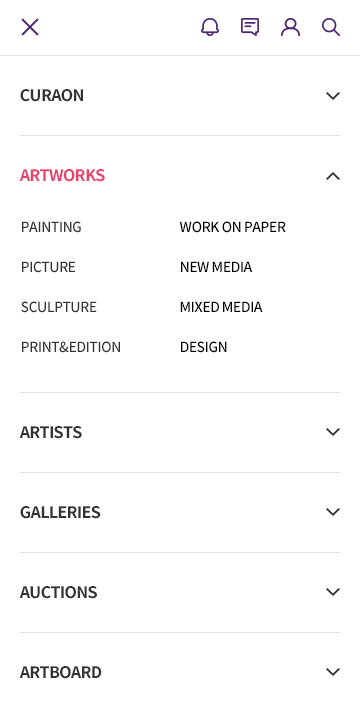 CURAON
ARTWORKS
PAINTING WORK ON PAPER
PICTURE NEW MEDIA
SCULPTURE MIXED MEDIA
PRINT&EDITION DESIGN
ARTISTS
GALLERIES
AUCTIONS
ARTBOARD